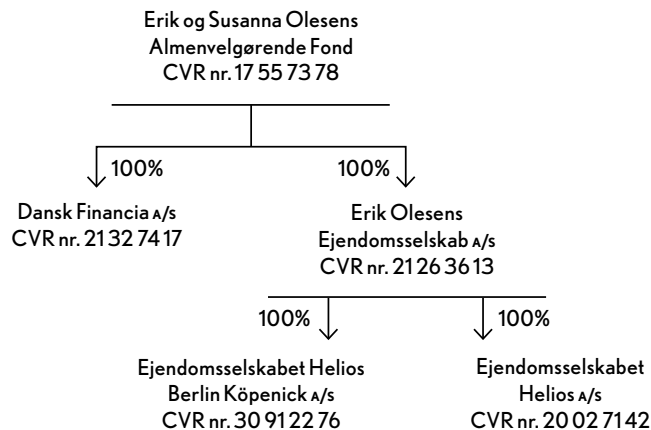 Erik og Susanna Olesens
Almenvelgørende Fond
CVR nr. 17 55 73 78
100%
100%
Dansk Financia A/S
CVR nr. 21 32 74 17
Erik Olesens
Ejendomsselskab A/S
CVR nr. 21 26 36 13
100%
100%
Ejendomsselskabet Helios
Berlin Köpenick A/S
CVR nr. 30 91 22 76
Ejendomsselskabet
Helios A/S
CVR nr. 20 02 71 42